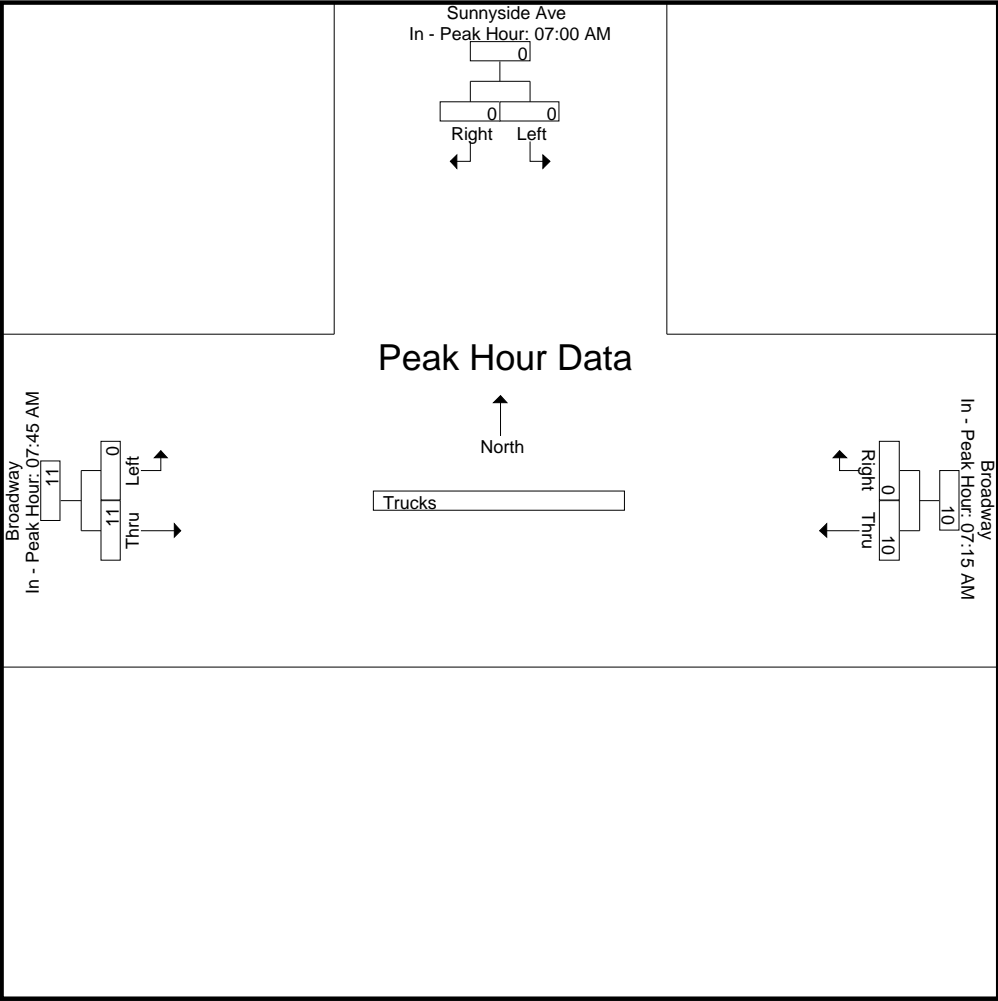 Sunnyside Ave
In - Peak Hour: 07:00 AM
0
0 0
Right Left
Peak Hour Data
North
Trucks
Broadway
In - Peak Hour: 07:45 AM
11
0 11
Left Thru
Broadway
In - Peak Hour: 07:15 AM
10
0 10
Right Thru